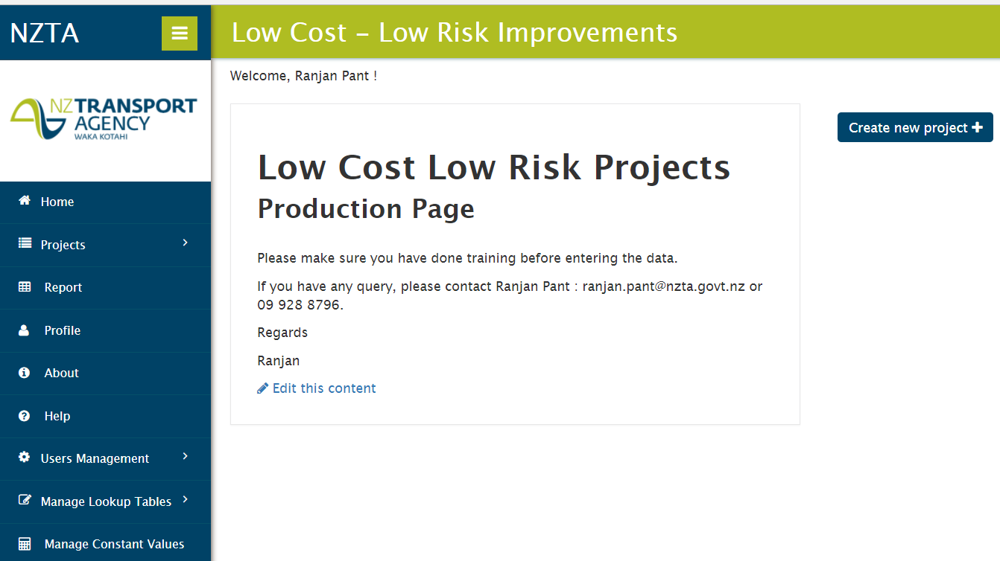 NZTA
Low Cost – Low Risk Improvements
NZ TRANSPORT
AGENCY
WAKA KOTAHI
Home
Projects
Report
Profile
About
Help
Users Management
Manage Lookup Tables
Manage Constant Values
Welcome, Ranjan Pant !
Create new project
Low Cost Low Risk Projects
Production Page
Please make sure you have done training before entering the data.
If you have any query, please contact Ranjan Pant : ranjan.pant@nzta.govt.nz or
09 928 8796.
Regards
Ranjan
Edit this content